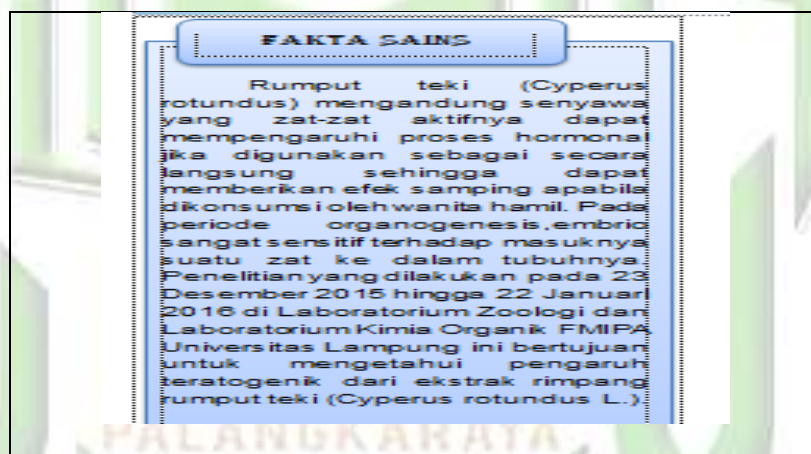 FAKTA SAINS
Rumput teki (Cyperus
rotundus) mengandung senyawa
yang zat-zat aktifnya dapat
mempengaruhi proses hormonal
jika digunakan sebagai secara
langsung sehingga dapat
memberikan efek samping apabila
dikonsumsi oleh wanita hamil. Pada
periode organogenesis, embrio
sangat sensitif terhadap masuknya
suatu zat ke dalam tubuhnya.
Penelitian yang dilakukan pada 23
Desember 2015 hingga 22 Januari
2016 di Laboratorium Zoologi dan
Laboratorium Kimia Organik FMIPA
Universitas Lampung ini bertujuan
untuk mengetahui pengaruh
teratogenik dari ekstrak rimpang
rumput teki (Cyperus rotundus L.).
PALANGKARAYA